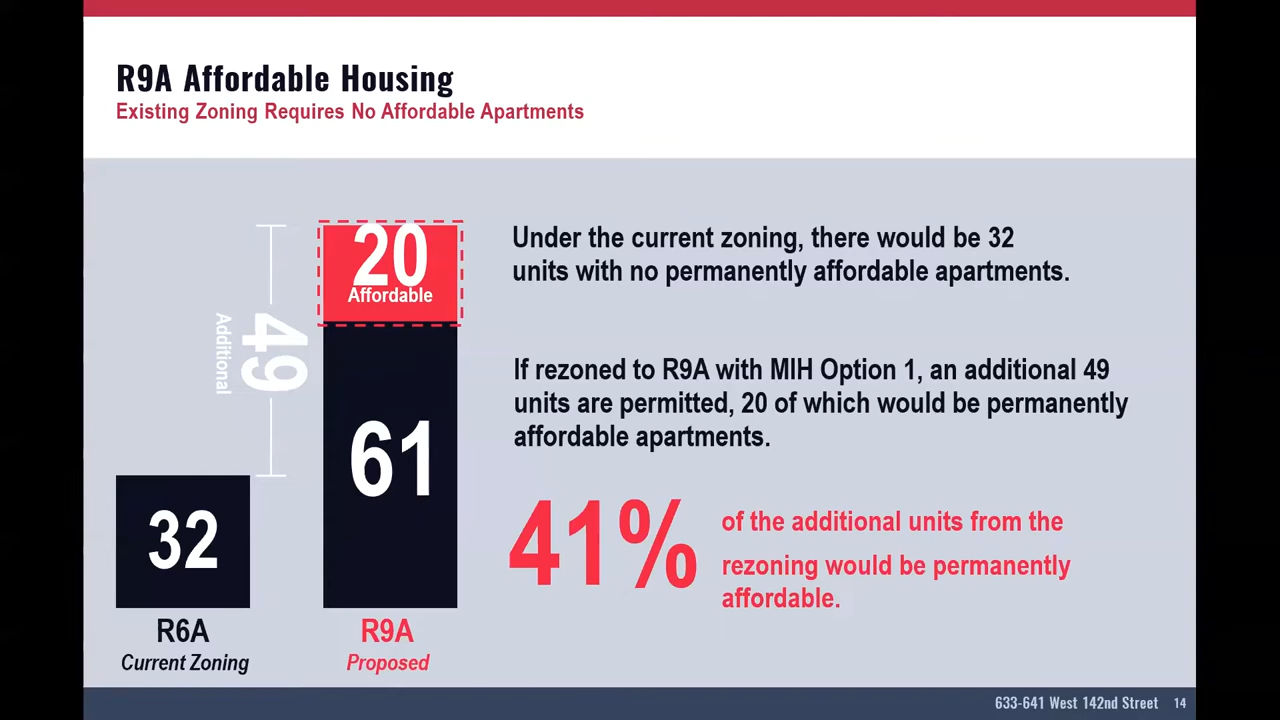 R9A Affordable Housing
Existing Zoning Requires No Affordable Apartments
20
Affordable
49
Additional
61
32
R6A
Current Zoning
R9A
Proposed
Under the current zoning, there would be 32
units with no permanently affordable apartments.
If rezoned to R9A with MIH Option 1, an additional 49
units are permitted, 20 of which would be permanently
affordable apartments.
41%
of the additional units from the
rezoning would be permanently
affordable.
633-641 West 142nd Street
14